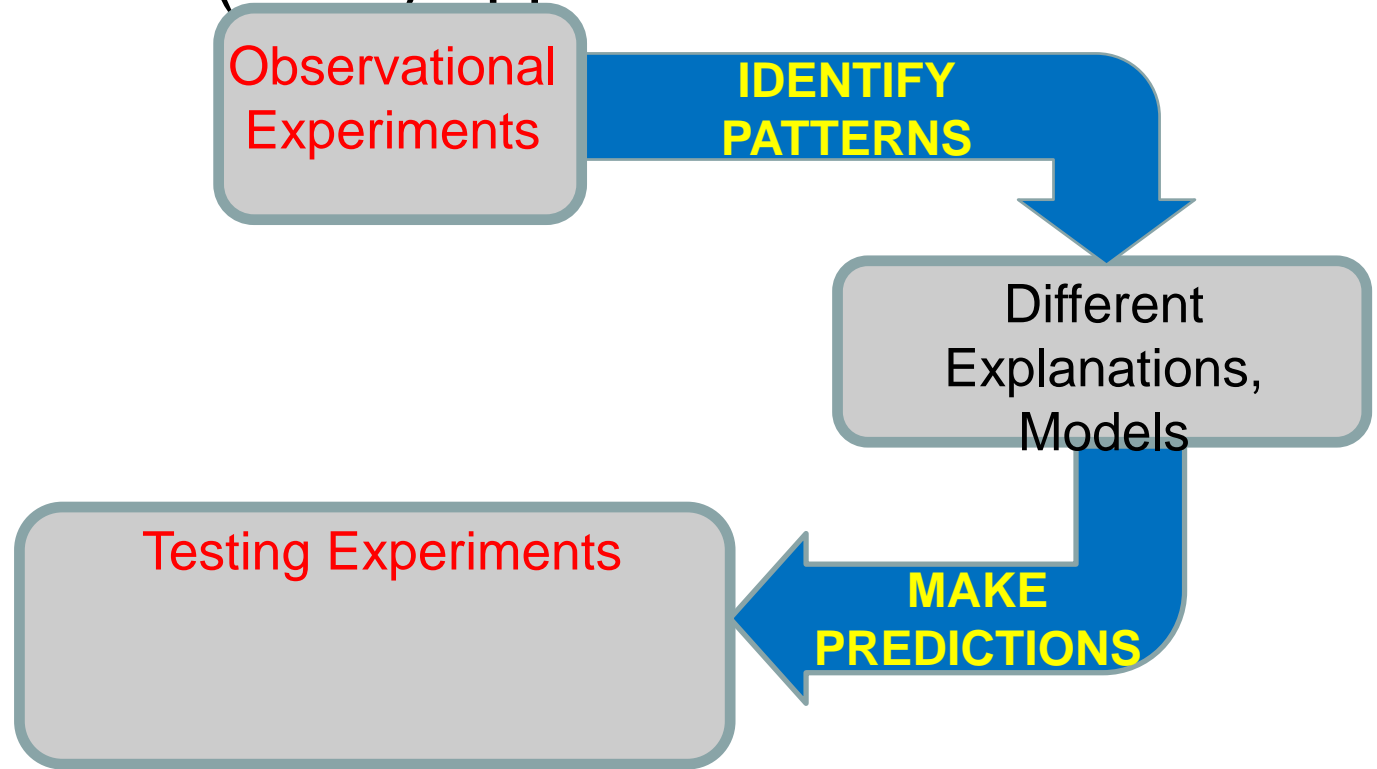 Observational
Experiments
IDENTIFY
PATTERNS
Different
Explanations,
Models
Testing Experiments
MAKE
PREDICTIONS